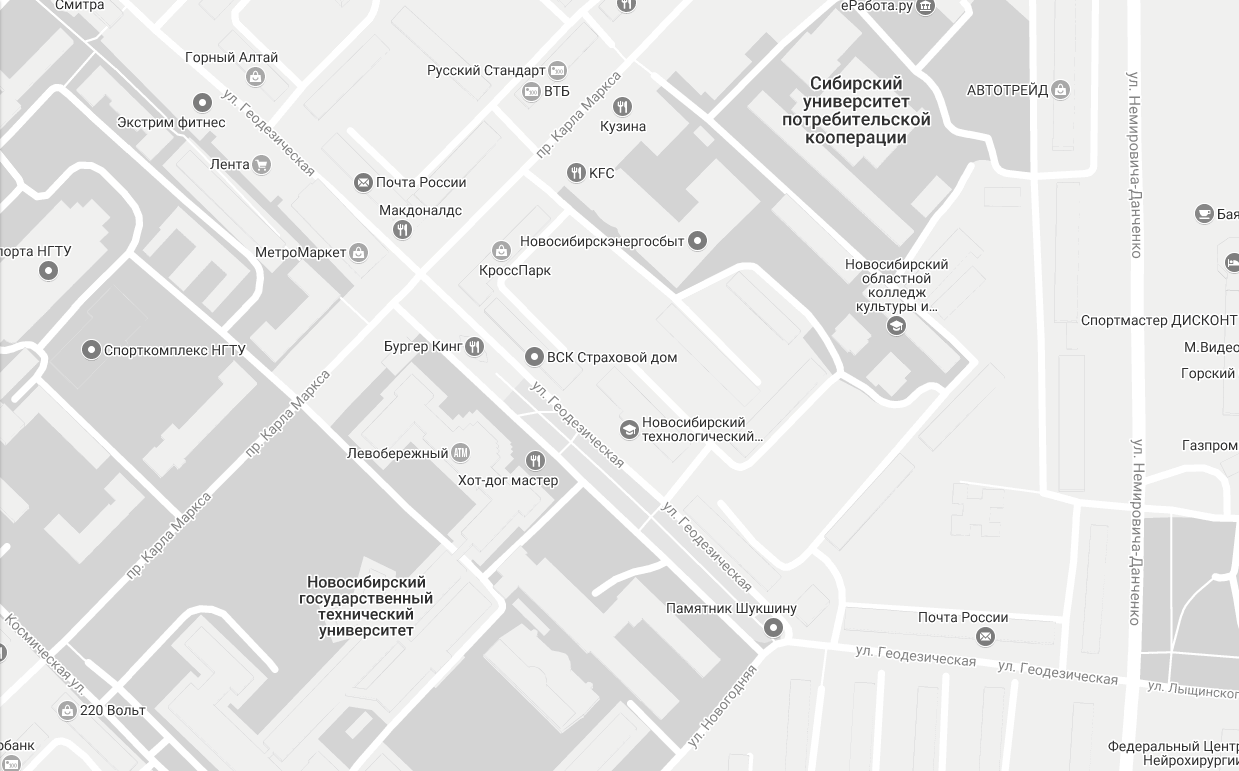 Смитра
еРабота.ру
Горный Алтай
Русский Стандарт
ВТБ
Сибирский
университет
потребительской
кооперации
АВТОТРЕЙД
ул. Немировича-Данченко
ул. Геодезическая
пр. Карла Маркса
Экстрим фитнес
Кузина
Лента
KFC
Почта России
Макдоналдс
Бая
порта НГТУ
МетроМаркет
Новосибирскэнергосбыт
КроссПарк
Новосибирский
областной
колледж
культуры и...
Спортмастер ДИСКОНТ
Бургер Кинг
М.Видео
Спорткомплекс НГТУ
ВСК Страховой дом
Горский
пр. Карла Маркса
ул. Геодезическая
Новосибирский
технологический...
Левобережный
ATM
Газпром
Хот-дог мастер
ул. Немировича-Данченко
пр. Карла Маркса
ул. Геодезическая
Новосибирский
государственный
технический
университет
Памятник Шукшину
Почта России
Космическая ул.
ул. Геодезическая
ул. Геодезическая
ул. Лыщинског
ул. Новогодняя
220 Вольт
рбанк
Федеральный Центр
Нейрохирургии